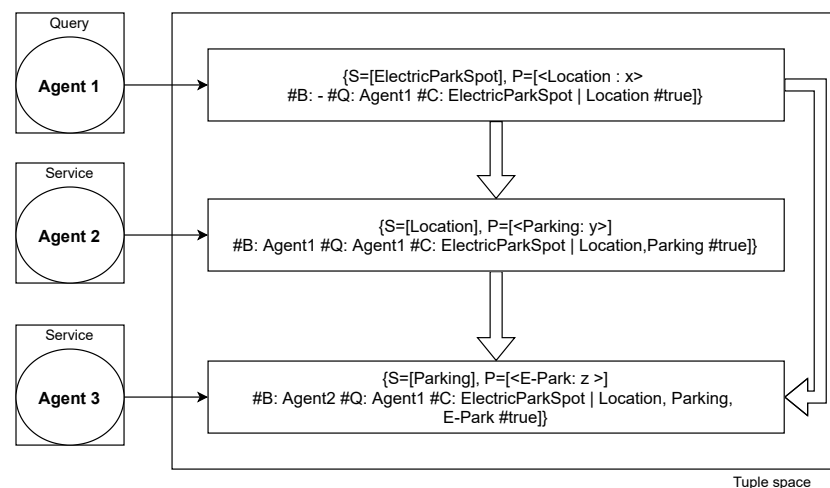 Query
Agent 1
{S=[ElectricParkSpot], P=[<Location : x>
#B: - #Q: Agent1 #C: ElectricParkSpot | Location #true]}
Service
Agent 2
{S=[Location], P=[<Parking: y>]
#B: Agent1 #Q: Agent1 #C: ElectricParkSpot | Location,Parking #true]}
Service
Agent 3
{S=[Parking], P=[<E-Park: z >]
#B: Agent2 #Q: Agent1 #C: ElectricParkSpot | Location, Parking,
E-Park #true]}
Tuple space